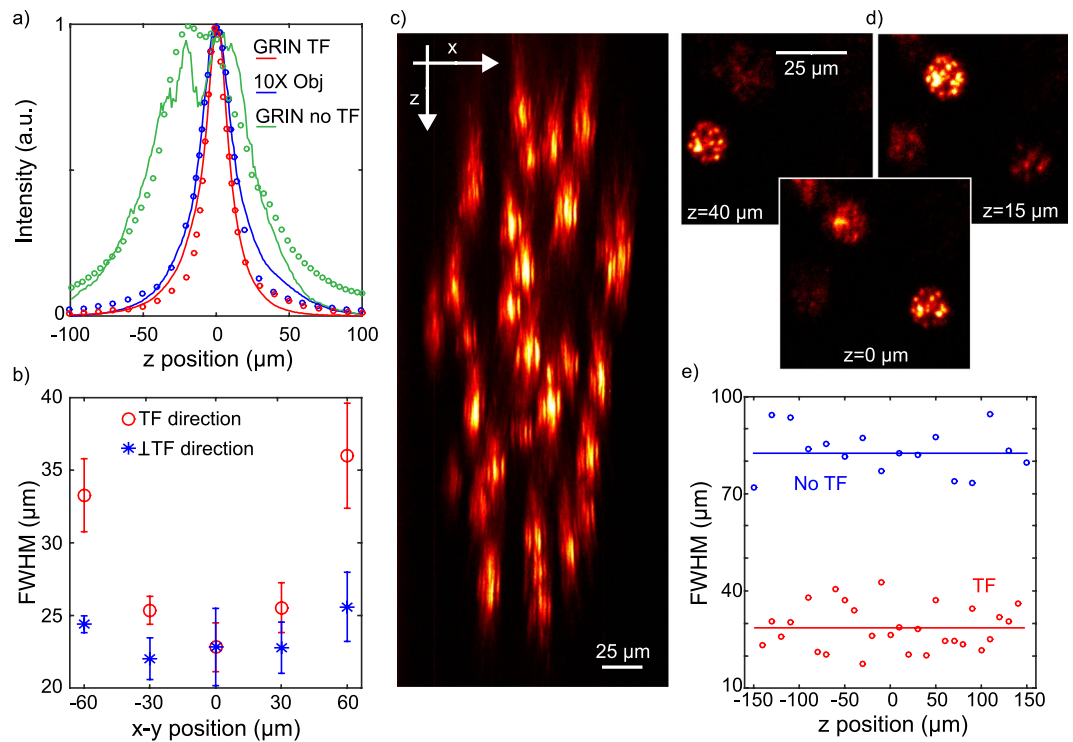 a)
1
GRIN TF
10X Obj
GRIN no TF
Intensity (a.u.)
0
-100
-50
0
50
100
z position (µm)
b)
40
35
30
25
20
TF direction
⊥TF direction
FWHM (µm)
-60
-30
0
30
60
x-y position (µm)
c)
x
z
25 µm
d)
25 µm
z=40 µm
z=15 µm
z=0 µm
e)
100
80
40
10
No TF
TF
FWHM (µm)
-150
-100
-50
0
50
100
150
z position (µm)